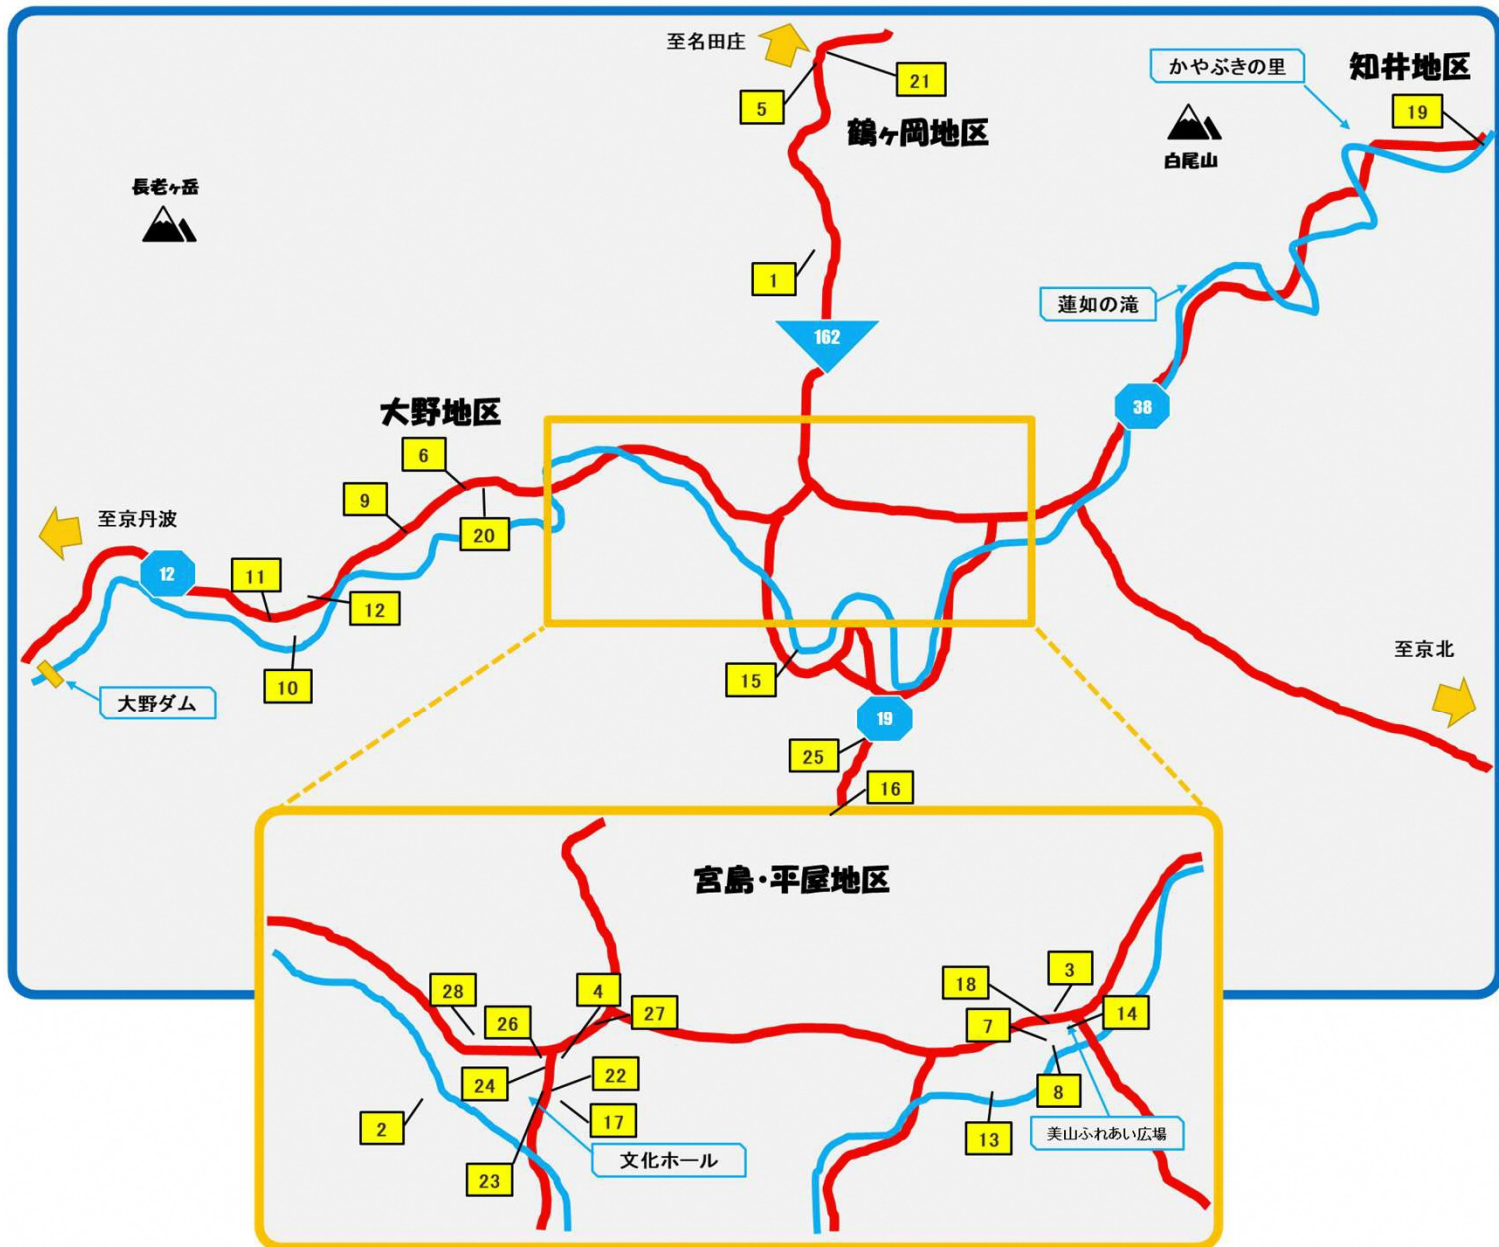 至名田庄
21
5
鶴ヶ岡地区
かやぶきの里
知井地区
19
白尾山
長老ヶ岳
1
蓮如の滝
162
38
大野地区
6
9
20
至京丹波
12
11
12
10
大野ダム
15
19
25
16
至京北
宮島・平屋地区
28
26
4
27
24
22
17
2
23
文化ホール
18
3
7
14
8
13
美山ふれあい広場